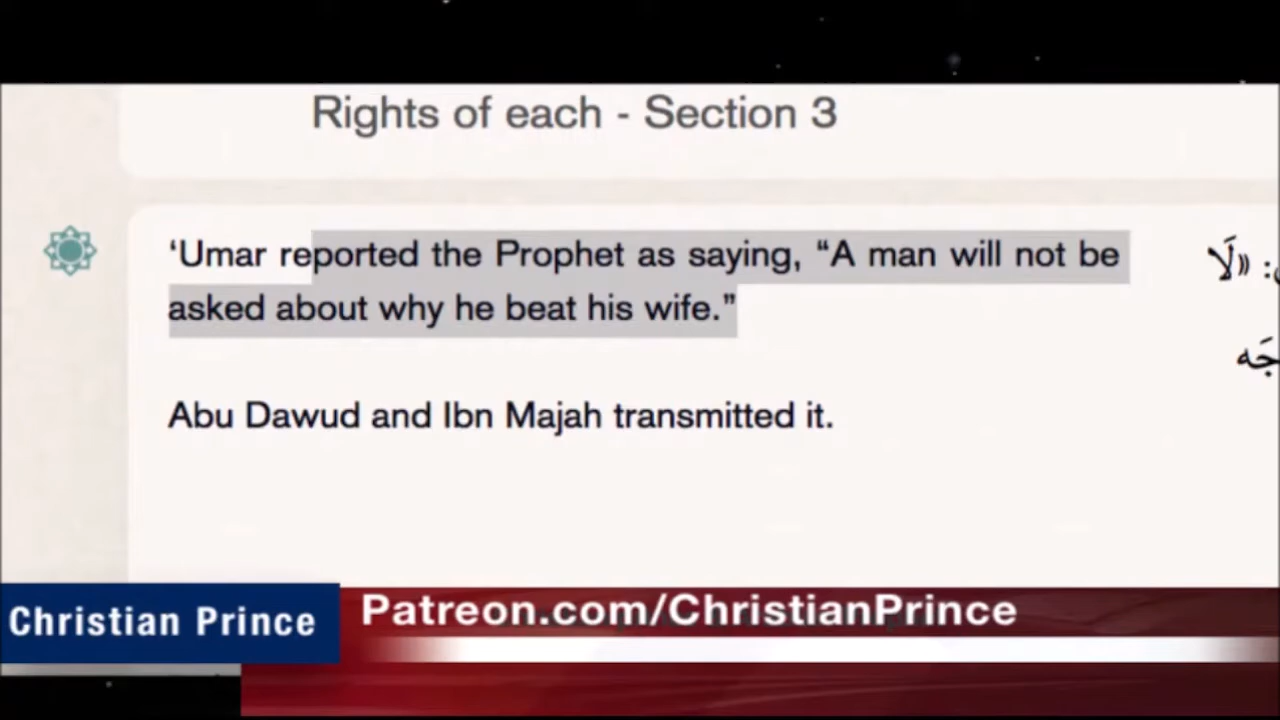 Rights of each - Section 3
‘Umar reported the Prophet as saying, “A man will not be
: «لَا
asked about why he beat his wife.”
Abu Dawud and Ibn Majah transmitted it.
Christian Prince
Patreon.com/ChristianPrince